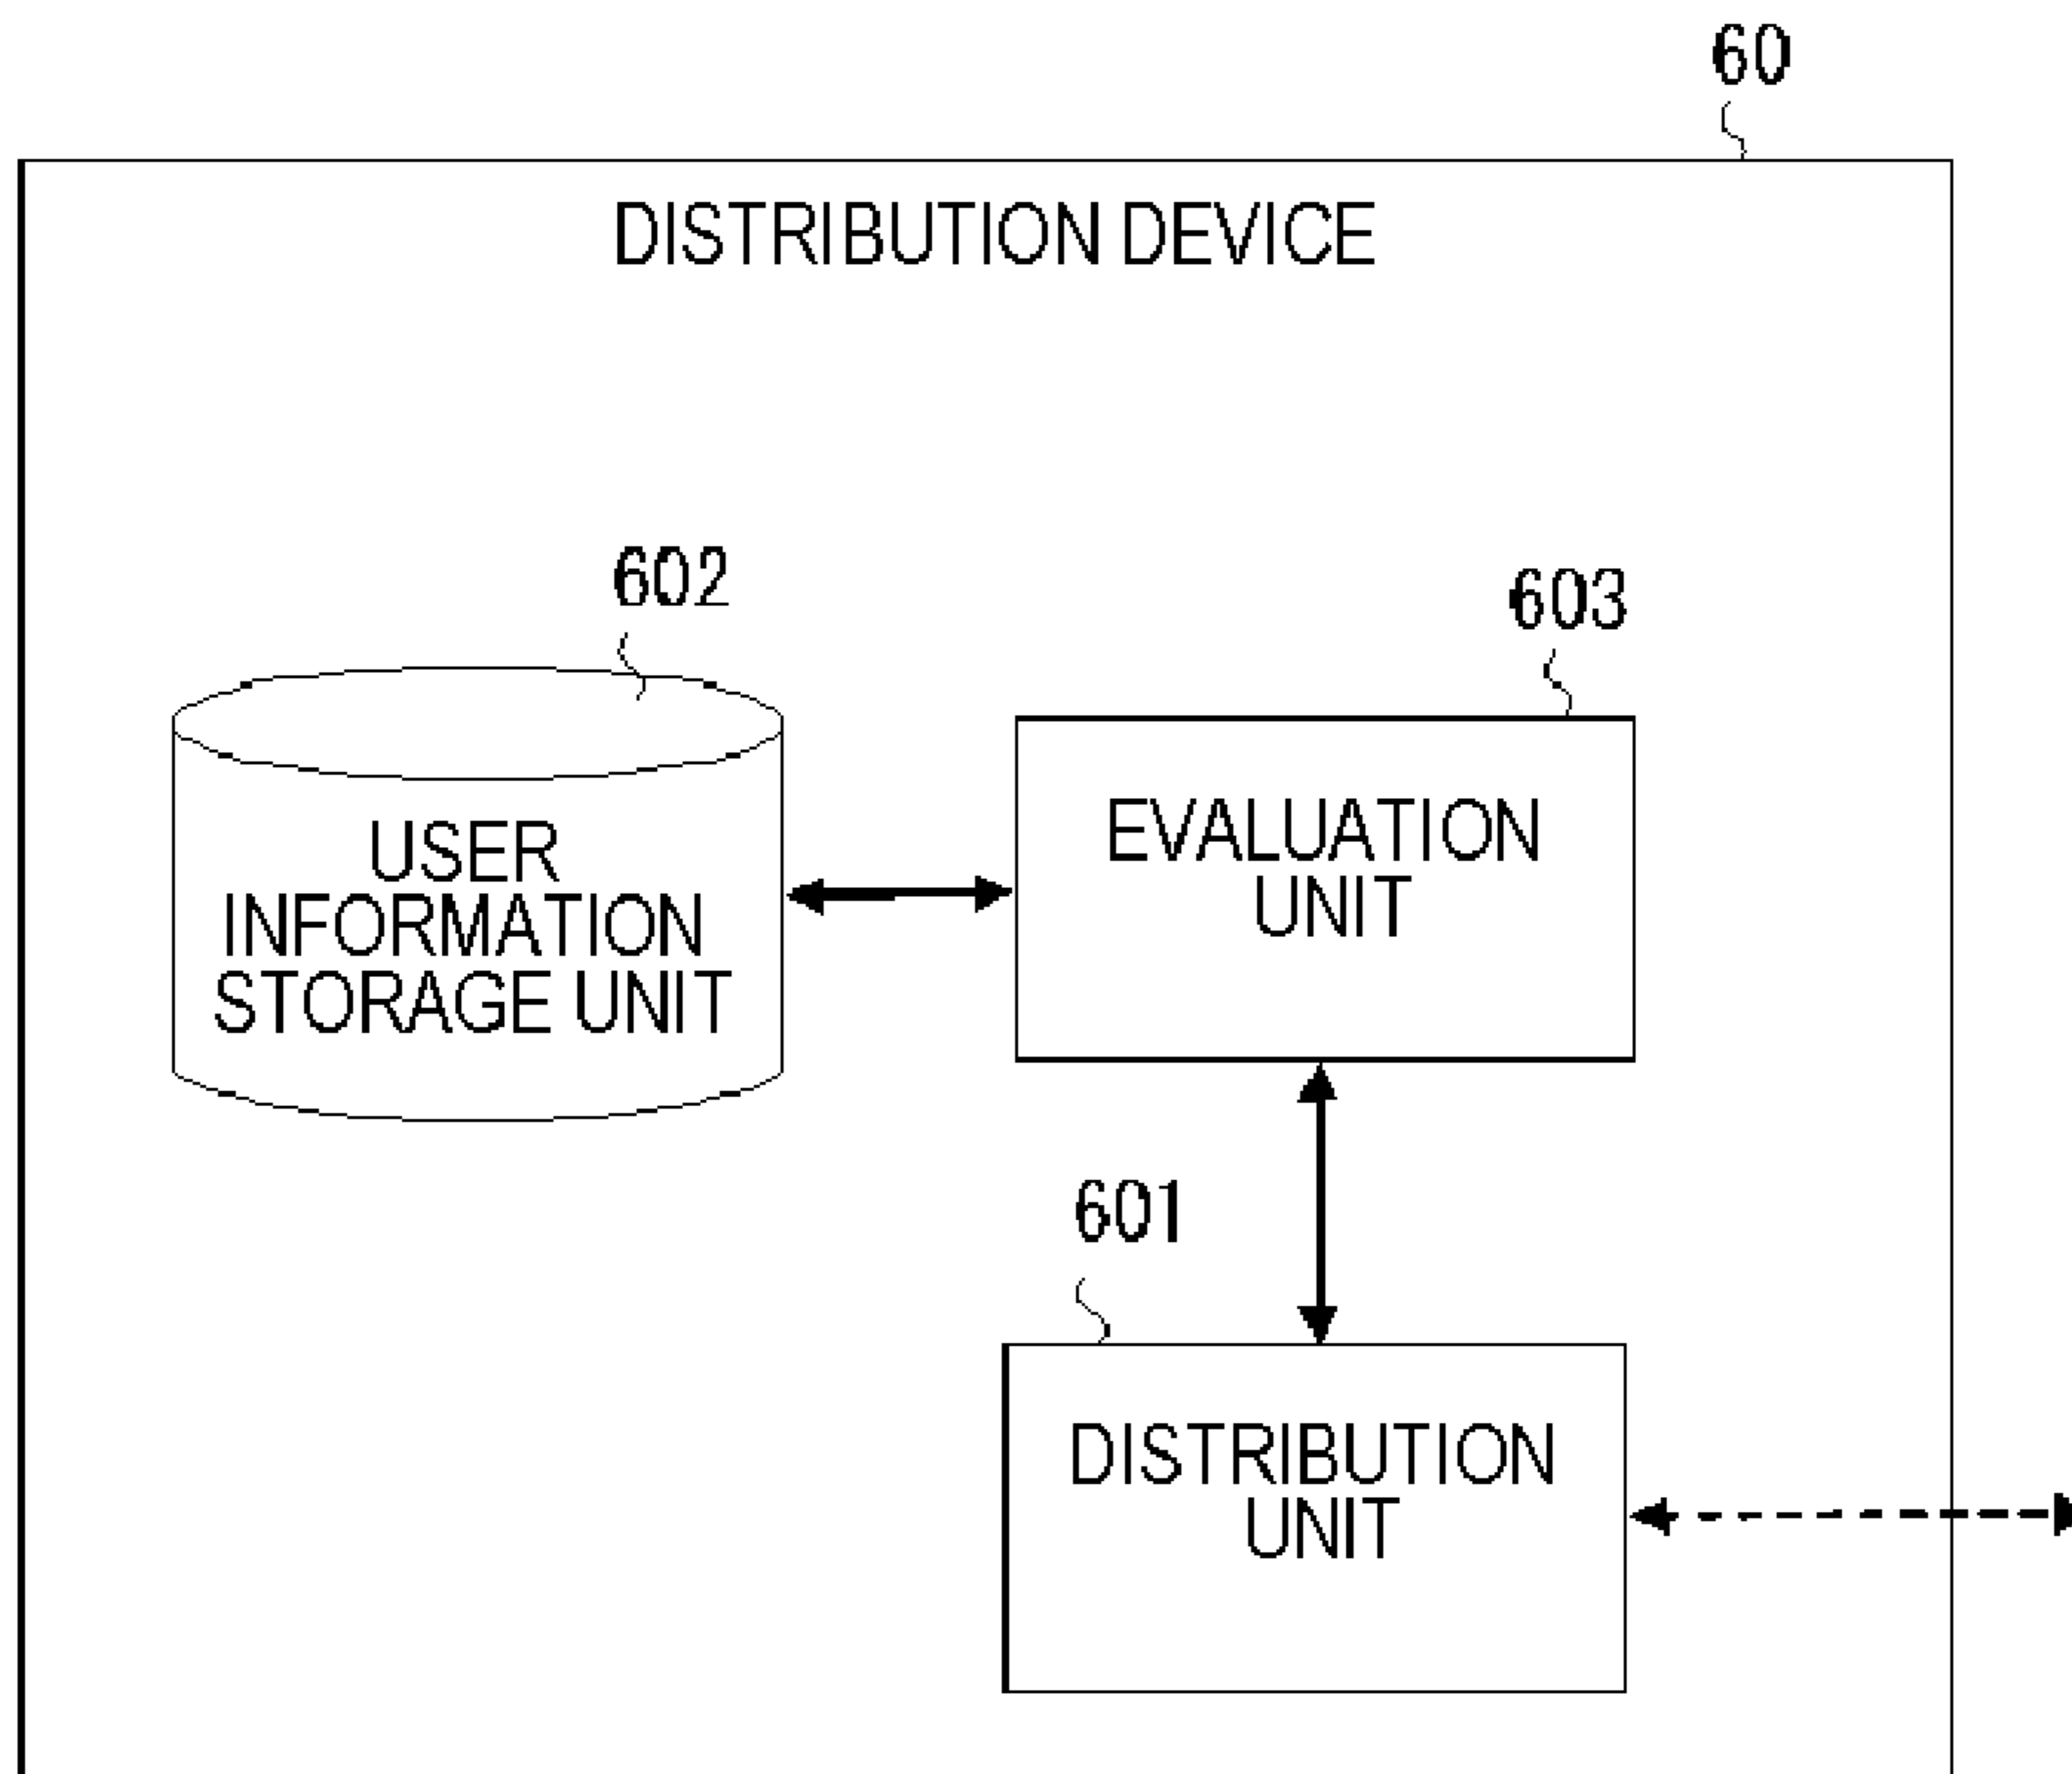 60
DISTRIBUTION DEVICE
602
603
USER
INFORMATION
STORAGE UNIT
EVALUATION
UNIT
601
DISTRIBUTION
UNIT